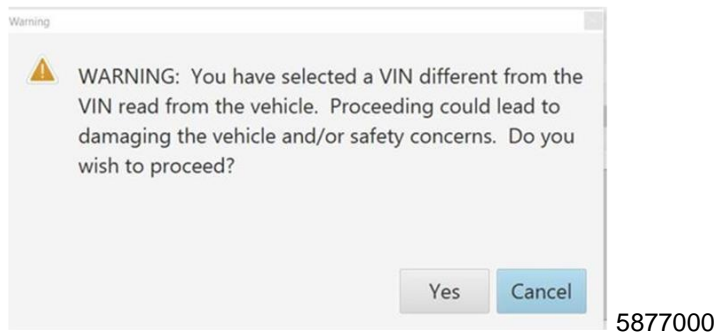 Warning
WARNING: You have selected a VIN different from the
VIN read from the vehicle. Proceeding could lead to
damaging the vehicle and/or safety concerns. Do you
wish to proceed?
Yes Cancel
5877000